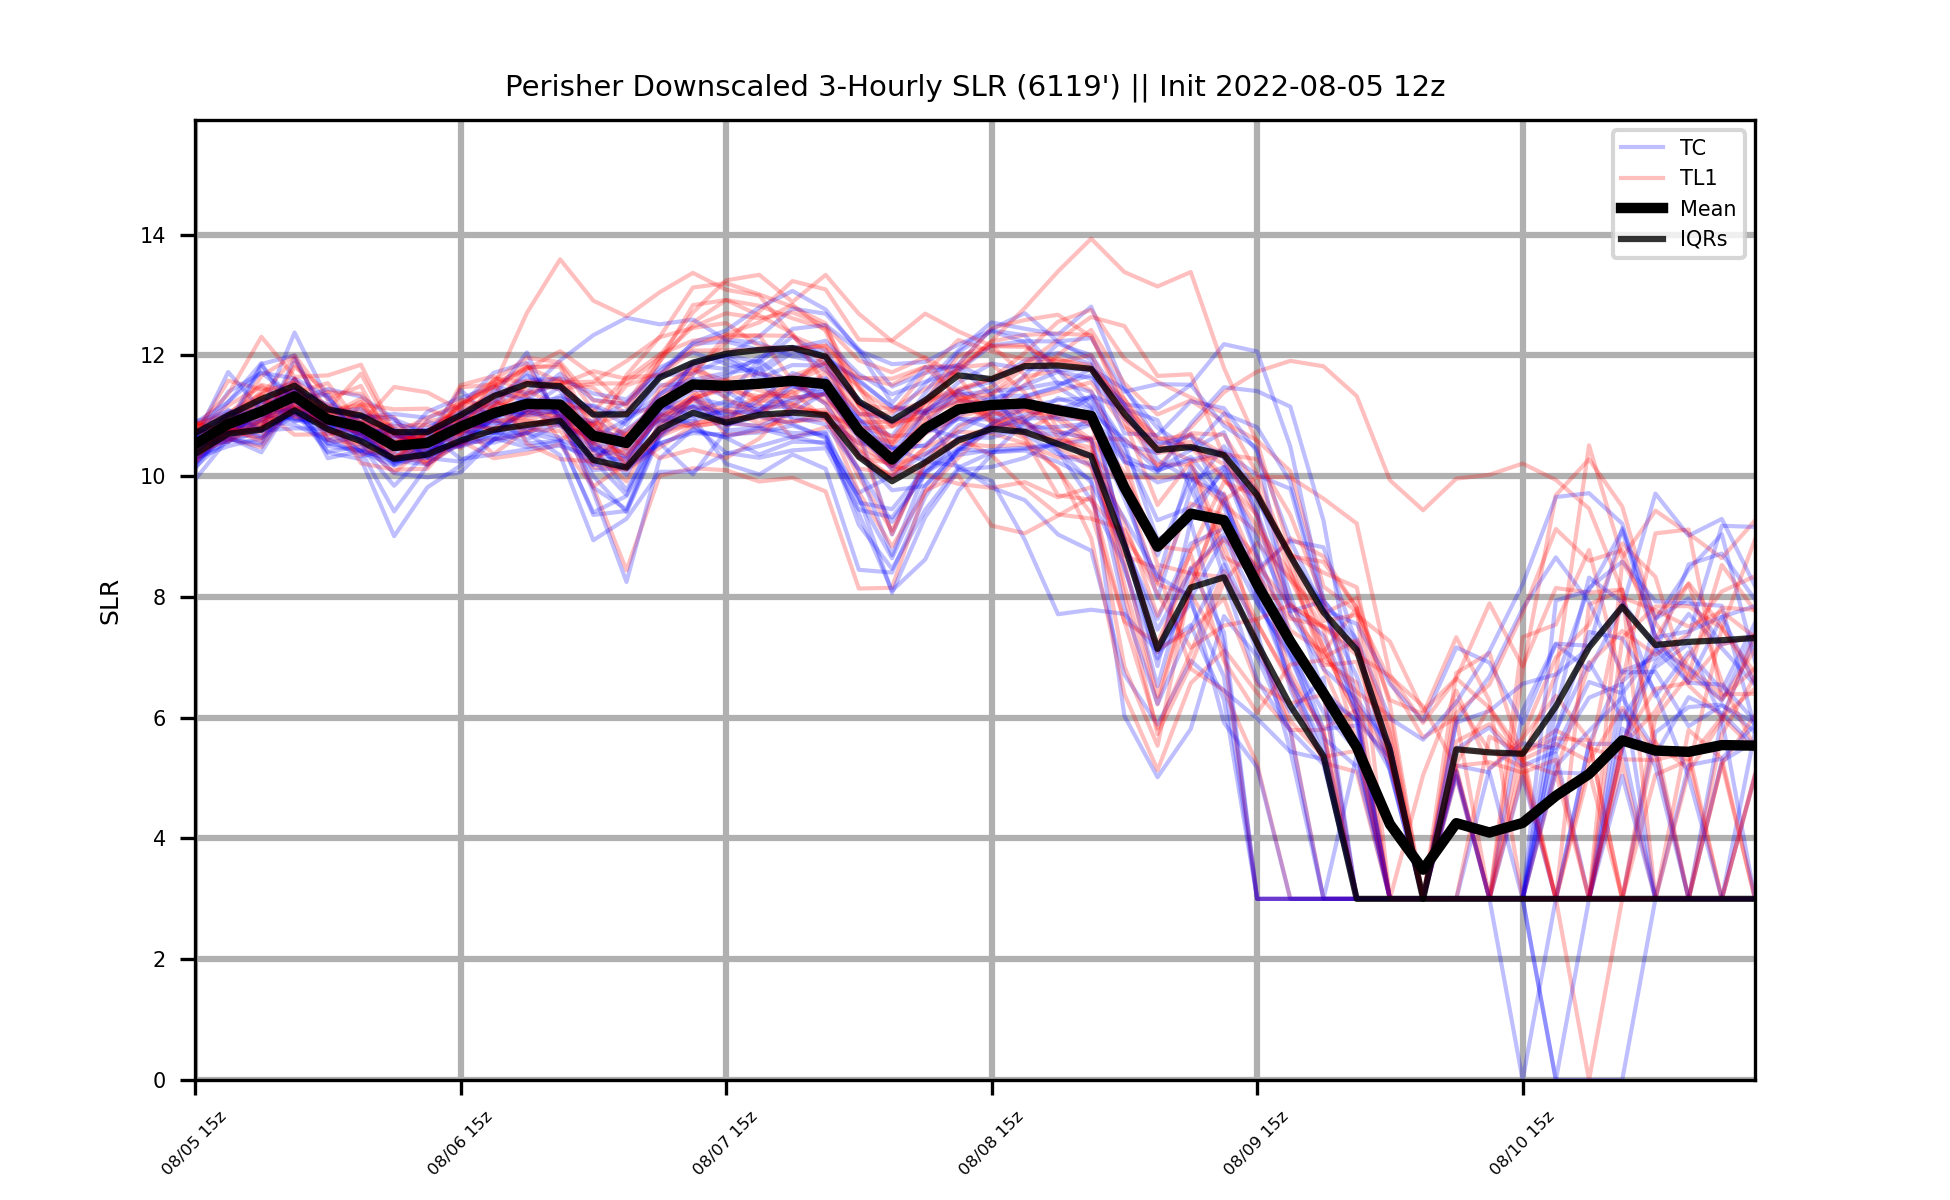 Perisher Downscaled 3-Hourly SLR (6119') || Init 2022-08-05 12z
TC
TL1
Mean
IQRs
SLR
14
12
10
8
6
4
2
0
08/05 15z
08/06 15z
08/07 15z
08/08 15z
08/09 15z
08/10 15z